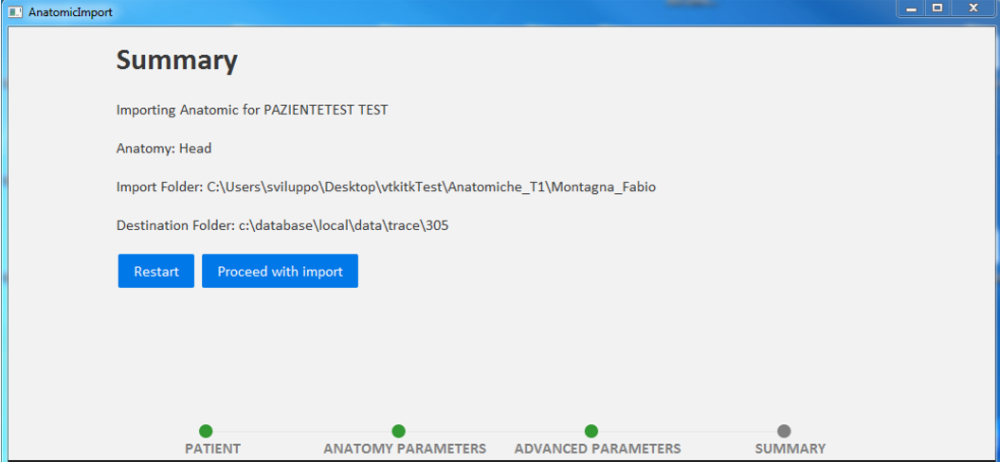 AnatomicImport
Summary
Importing Anatomic for PAZIENTETEST TEST
Anatomy: Head
Import Folder: C:\Users\sviluppo\Desktop\vtkitkTest\Anatomiche_T1\Montagna_Fabio
Destination Folder: c:\database\local\data\trace\305
Restart Proceed with import
PATIENT ANATOMY PARAMETERS ADVANCED PARAMETERS SUMMARY